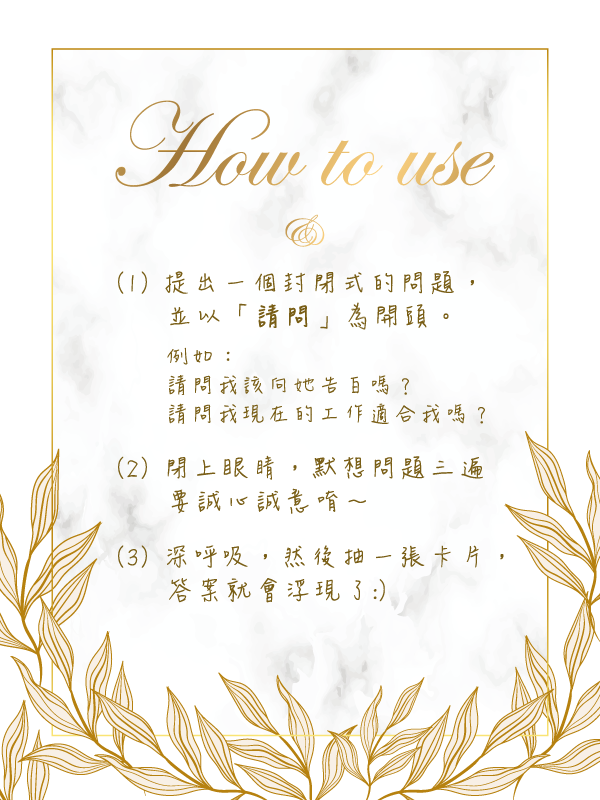 How to use
&
(1) 提出一個封閉式的問題，
並以「請問」為開頭。
例如：
請問我該向她告白嗎？
請問我現在的工作適合我嗎？
(2) 閉上眼睛，默想問題三遍
要誠心誠意唷～
(3) 深呼吸，然後抽一張卡片，
答案就會浮現了:)